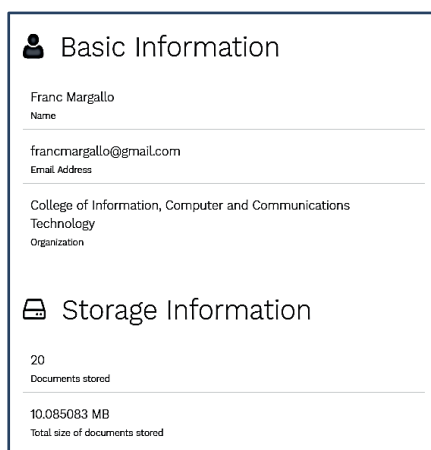 Basic Information
Franc Margallo
Name
francmargallo@gmail.com
Email Address
College of Information, Computer and Communications
Technology
Organization
Storage Information
20
Documents stored
10.085083 MB
Total size of documents stored